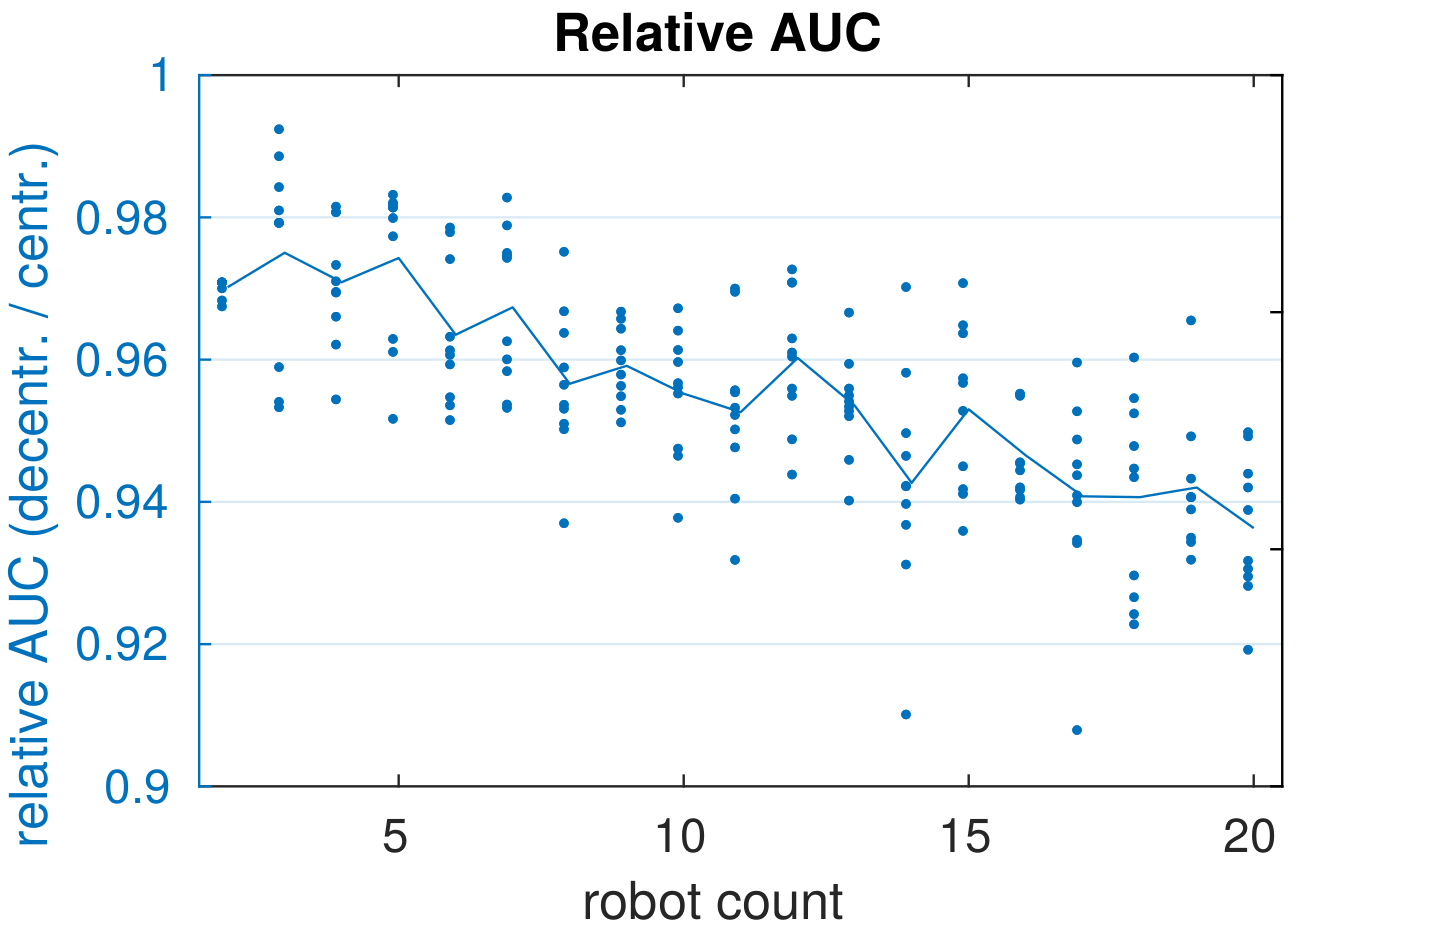 Relative AUC
relative AUC (decentr. / centr.)
1
0.98
0.96
0.94
0.92
0.9
5 10 15 20
robot count